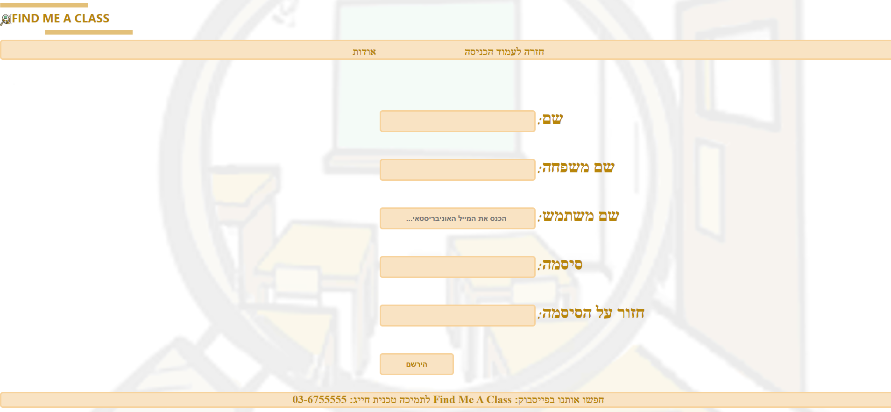 FIND ME A CLASS
חזרה לעמוד הכניסה אודות
שם:
שם משפחה:
שם משתמש:
הכנס את המייל האוניבריסטאי...
סיסמה:
חזור על הסיסמה:
הירשם
חפשו אותנו בפייסבוק: Find Me A Class לתמיכה טכנית חייג: 03-6755555